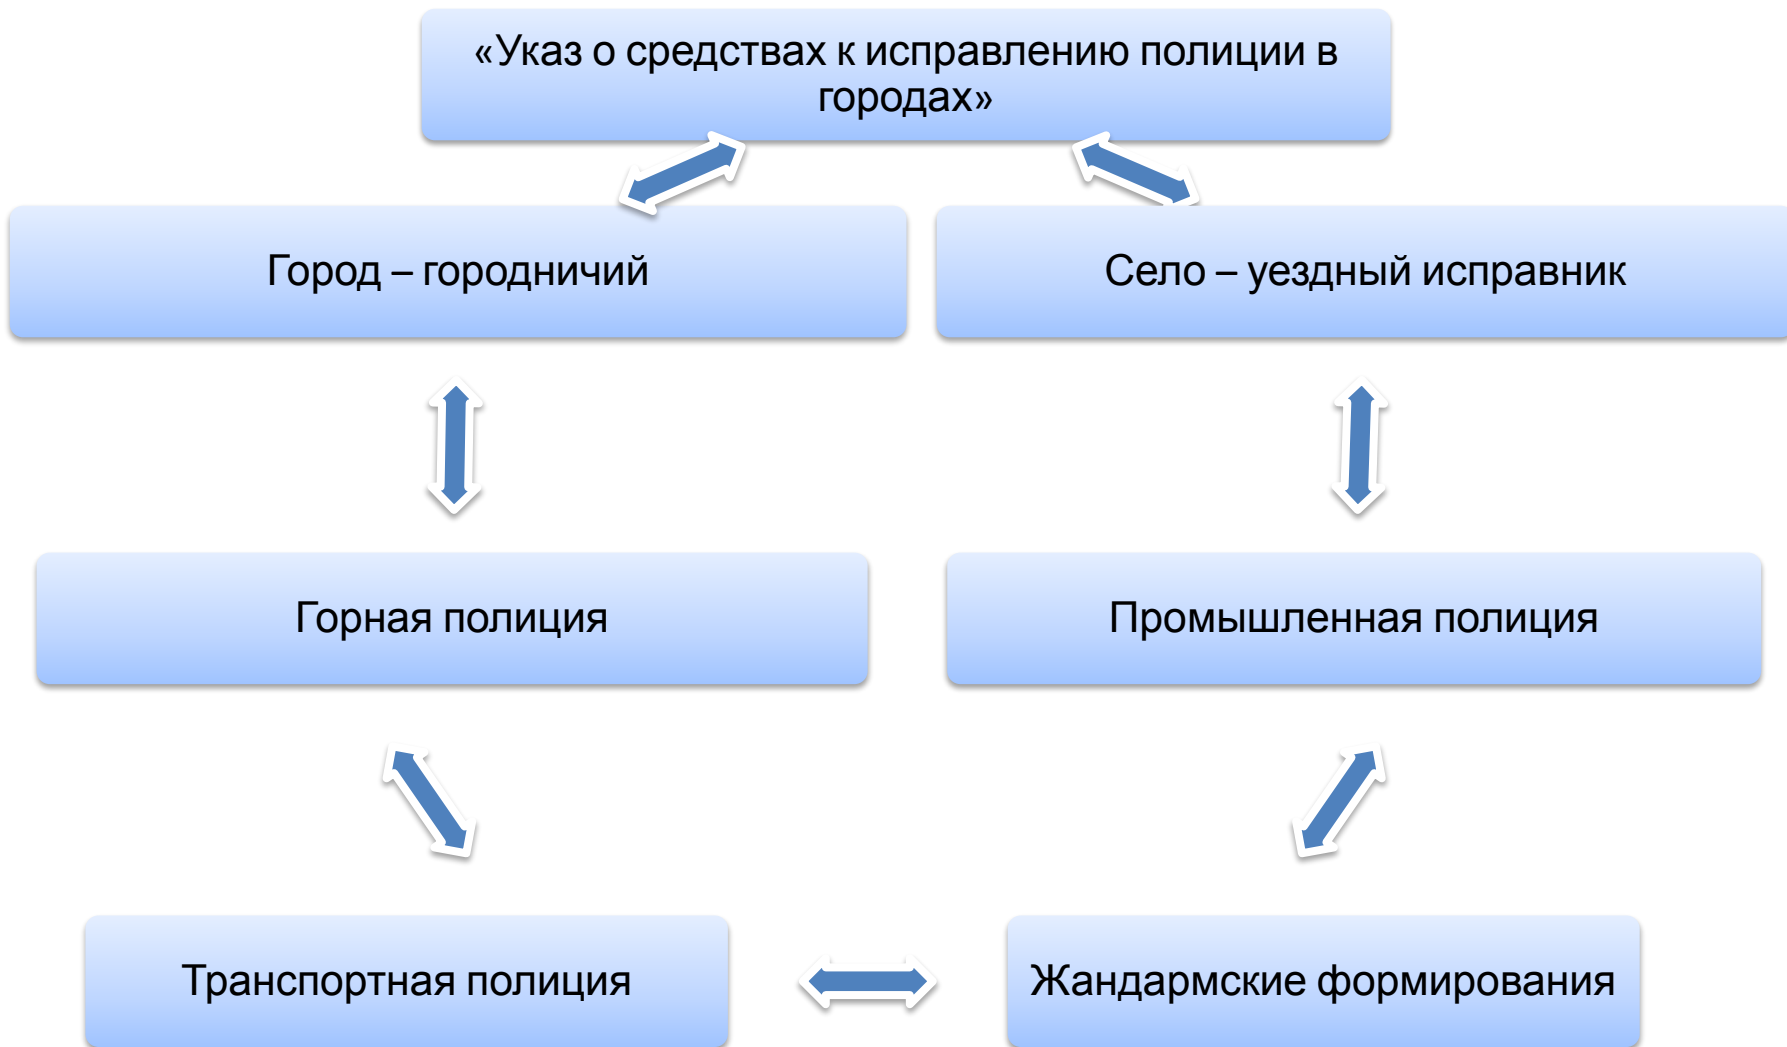 «Указ о средствах к исправлению полиции в
городах»
Город – городничий
Село – уездный исправник
Горная полиция
Промышленная полиция
Транспортная полиция
Жандармские формирования